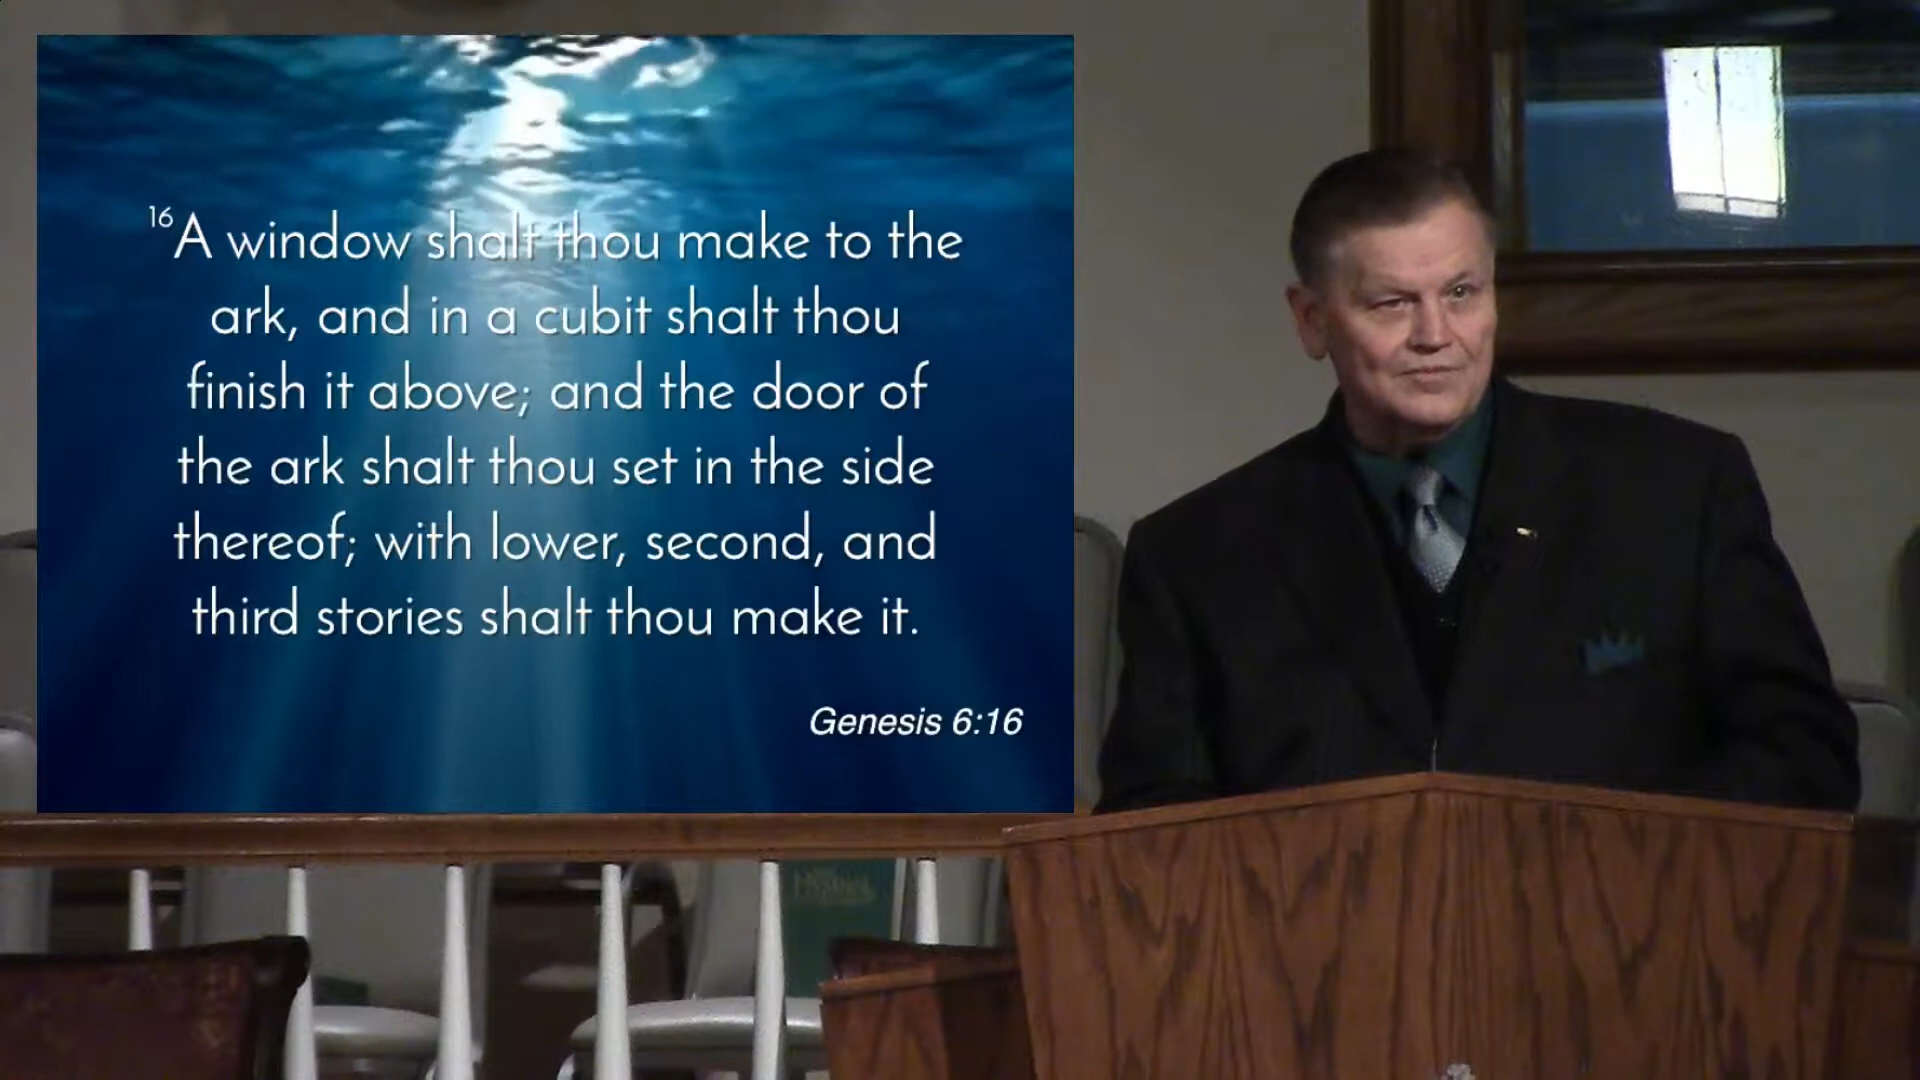 16A window shalt thou make to the
ark, and in a cubit shalt thou
finish it above; and the door of
the ark shalt thou set in the side
thereof; with lower, second, and
third stories shalt thou make it.
Genesis 6:16